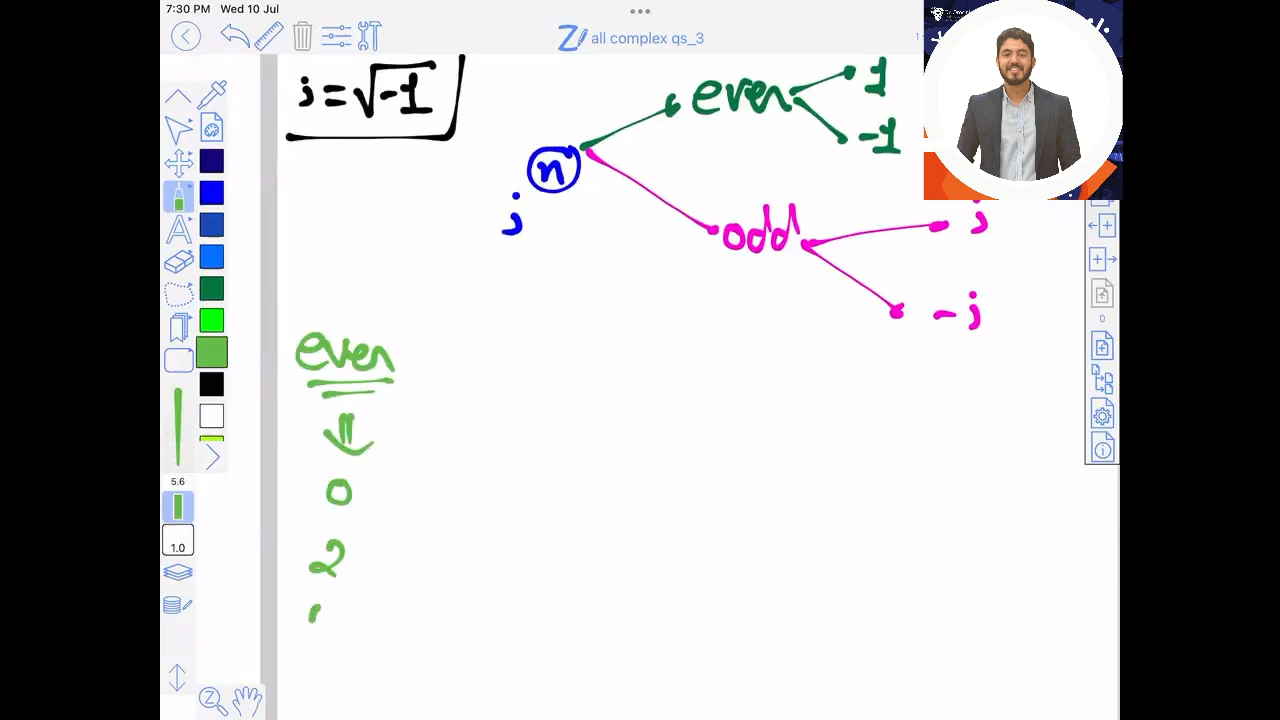 7:30 PM Wed 10 Jul
all complex qs_3
j = √-1
even 1
-1
n
j
odd j
-j
even
0
2
5.6
1.0
0